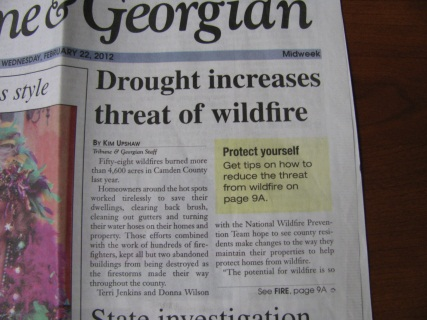 ne & Georgian
WEDNESDAY, FEBRUARY 22, 2012
Midweek
s style
Drought increases
threat of wildfire
BY KIM UPSHAW
Tribune & Georgian Staff
Fifty-eight wildfires burned more
than 4,600 acres in Camden County
last year.
Homeowners around the hot spots
worked tirelessly to save their
dwellings, clearing back brush,
cleaning out gutters and turning
their water hoses on their homes and
property. Those efforts combined
with the work of hundreds of fire-
fighters, kept all but two abandoned
buildings from being destroyed as
the firestorms made their way
throughout the county.
Terri Jenkins and Donna Wilson
Protect yourself
Get tips on how to
reduce the threat
from wildfire on
page 9A.
with the National Wildfire Preven-
tion Team hope to see county resi-
dents make changes to the way they
maintain their properties to help
protect homes from wildfire.
"The potential for wildfire is so
See FIRE, page 9A
State investigation